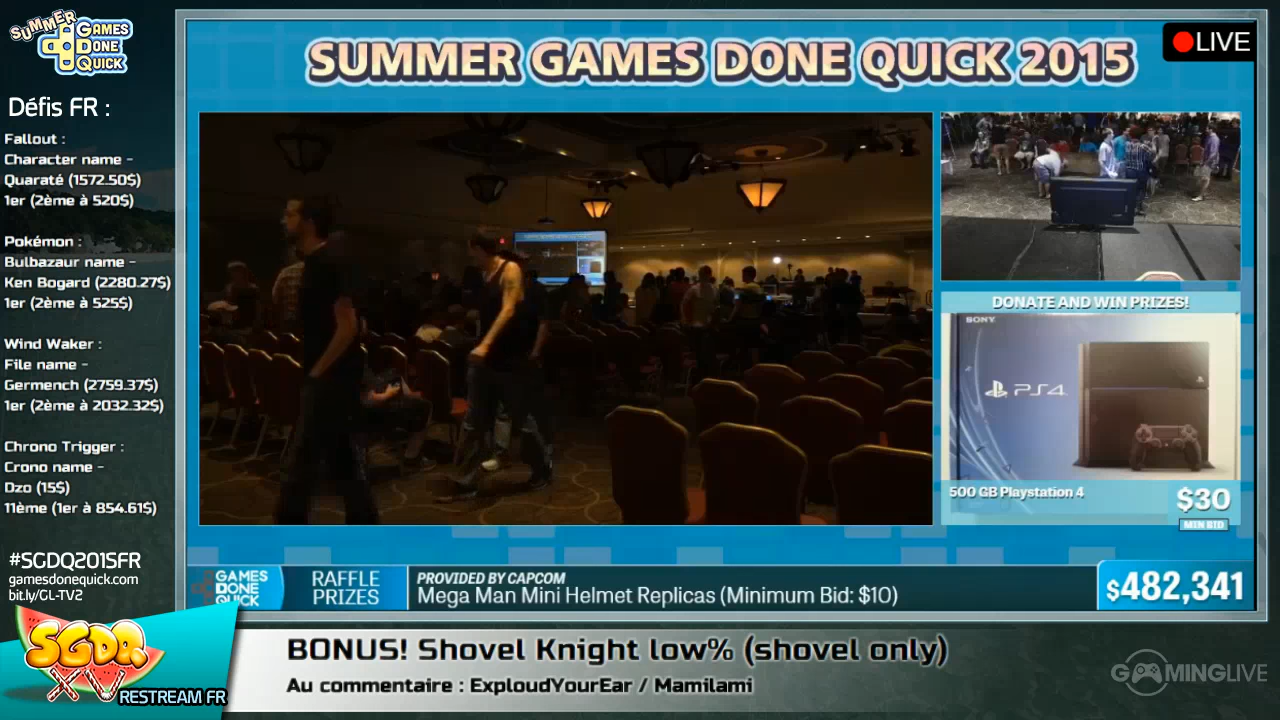 SUMMER
GAMES
DONE
QUICK
Défis FR :
Fallout :
Character name -
Quaraté (1572.50$)
1er (2ème à 520$)
Pokémon :
Bulbazaur name -
Ken Bogard (2280.27$)
1er (2ème à 525$)
Wind Waker :
File name -
Germench (2759.37$)
1er (2ème à 2032.32$)
Chrono Trigger :
Crono name -
Dzo (15$)
11ème (1er à 854.61$)
#SGDQ2015FR
gamesdonequick.com
bit.ly/GL-TV2
SGDQ
RESTREAM FR
SUMMER GAMES DONE QUICK 2015
LIVE
DONATE AND WIN PRIZES!
SONY
PS4
500 GB Playstation 4
$30
MIN BID
GAMES
DONE
QUICK
RAFFLE
PRIZES
PROVIDED BY CAPCOM
Mega Man Mini Helmet Replicas (Minimum Bid: $10)
$482,341
BONUS! Shovel Knight low% (shovel only)
Au commentaire : ExploudYourEar / Mamilami
GAMINGLIVE